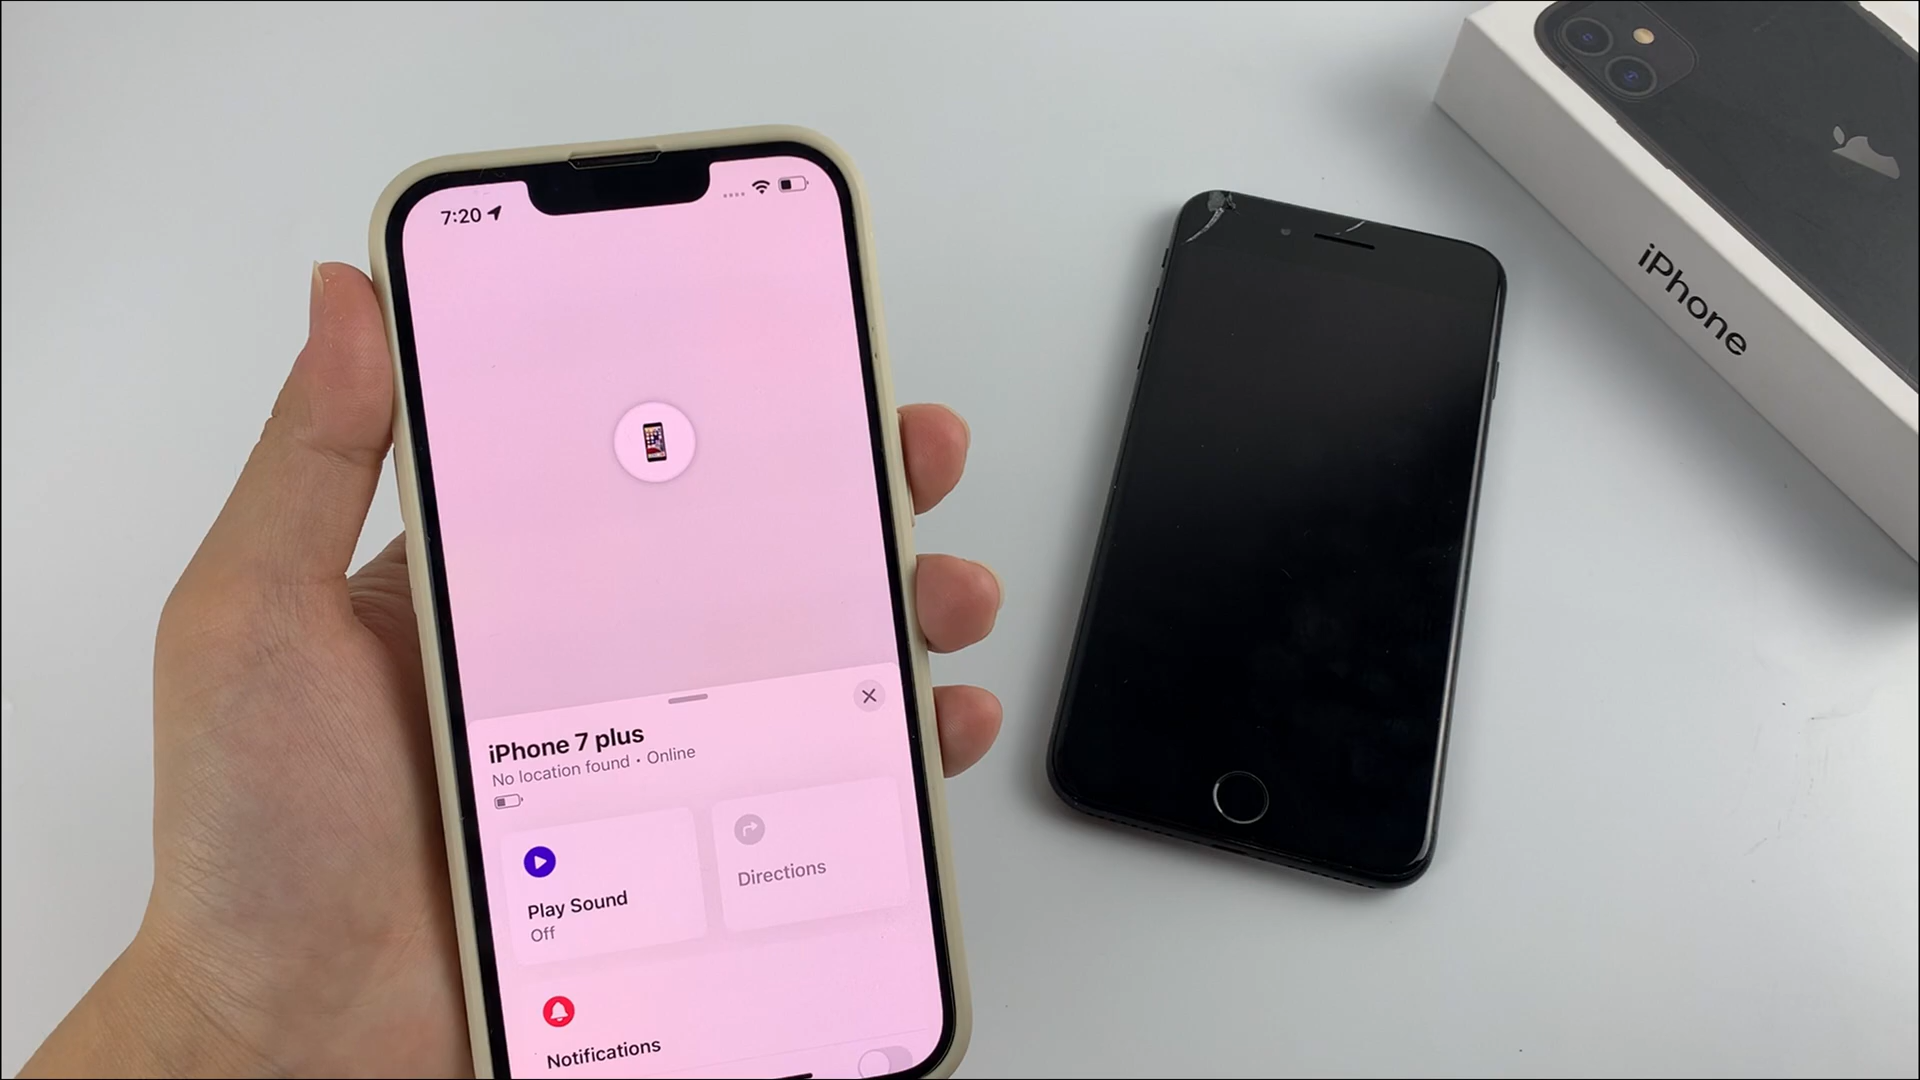 7:20
iPhone 7 plus
No location found • Online
Play Sound
Off
Directions
Notifications
iPhone